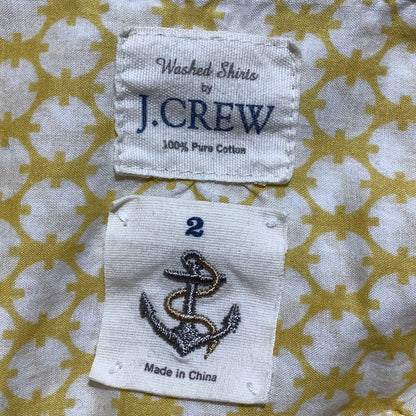 Washed Shirts
by
J.CREW
100% Pure Cotton
2
Made in China